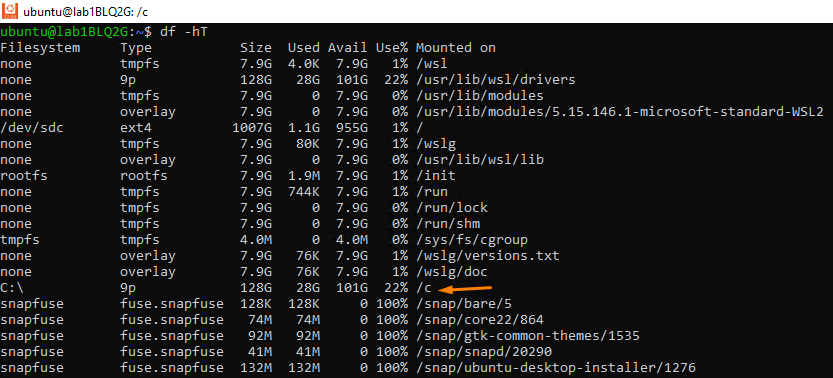 ubuntu@lab1BLQ2G: /c
ubuntu@lab1BLQ2G:~$ df -hT
Filesystem     Type           Size  Used Avail Use% Mounted on
none           tmpfs          7.9G  4.0K  7.9G   1% /wsl
none           9p             128G   28G  101G  22% /usr/lib/wsl/drivers
none           tmpfs          7.9G     0  7.9G   0% /usr/lib/modules
none           overlay        7.9G     0  7.9G   0% /usr/lib/modules/5.15.146.1-microsoft-standard-WSL2
/dev/sdc       ext4          1007G  1.1G  955G   1% /
none           tmpfs          7.9G   80K  7.9G   1% /wslg
none           overlay        7.9G     0  7.9G   0% /usr/lib/wsl/lib
rootfs         rootfs         7.9G  1.9M  7.9G   1% /init
none           tmpfs          7.9G  744K  7.9G   1% /run
none           tmpfs          7.9G     0  7.9G   0% /run/lock
none           tmpfs          7.9G     0  7.9G   0% /run/shm
tmpfs          tmpfs          4.0M     0  4.0M   0% /sys/fs/cgroup
none           overlay        7.9G   76K  7.9G   1% /wslg/versions.txt
none           overlay        7.9G   76K  7.9G   1% /wslg/doc
C:\            9p             128G   28G  101G  22% /c
snapfuse       fuse.snapfuse  128K  128K     0 100% /snap/bare/5
snapfuse       fuse.snapfuse   74M   74M     0 100% /snap/core22/864
snapfuse       fuse.snapfuse   92M   92M     0 100% /snap/gtk-common-themes/1535
snapfuse       fuse.snapfuse   41M   41M     0 100% /snap/snapd/20290
snapfuse       fuse.snapfuse  132M  132M     0 100% /snap/ubuntu-desktop-installer/1276